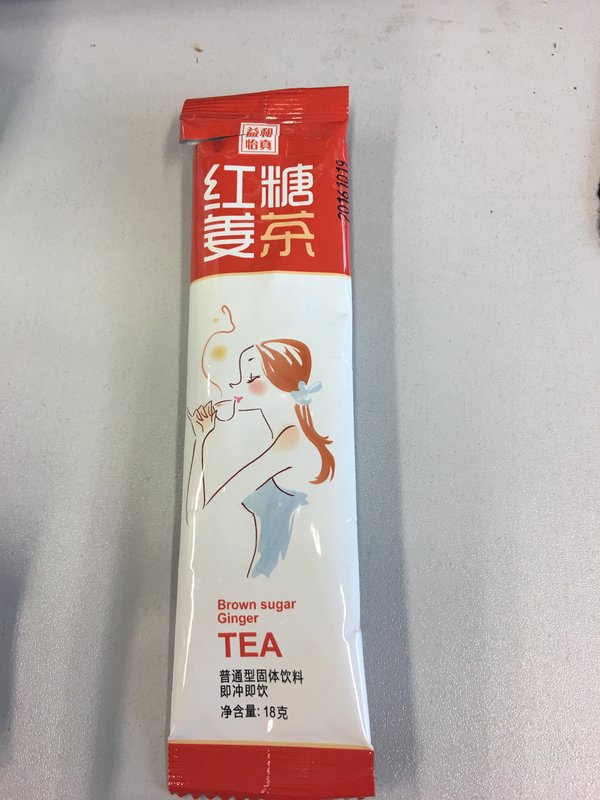 益和
怡真
红糖
姜茶
20161019
Brown sugar
Ginger
TEA
普通型固体饮料
即冲即饮
净含量: 18克